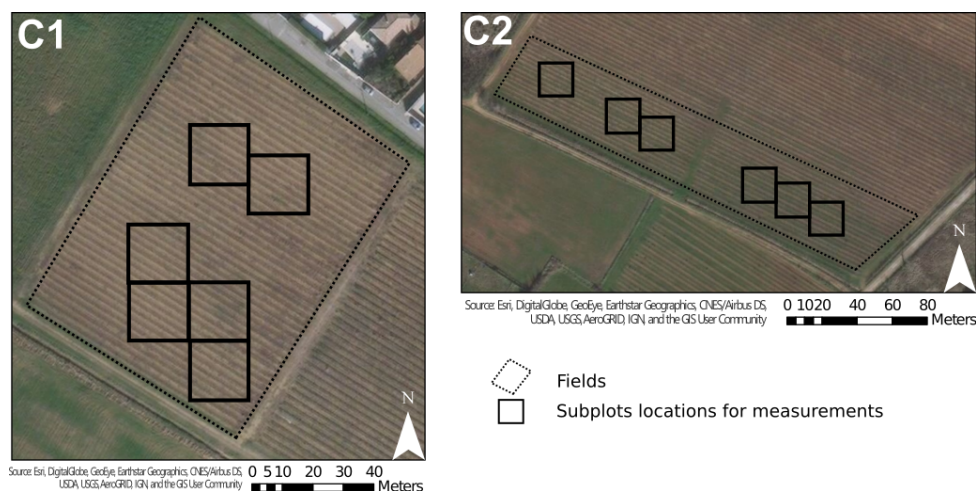 C1
N
Source: Esri, DigitalGlobe, GeoEye, Earthstar Geographics, CNES/Airbus DS,
USDA, USGS, AeroGRID, IGN, and the GIS User Community
0 5 10 20 30 40
Meters
C2
N
Source: Esri, DigitalGlobe, GeoEye, Earthstar Geographics, CNES/Airbus DS,
USDA, USGS, AeroGRID, IGN, and the GIS User Community
0 1020 40 60 80
Meters
Fields
Subplots locations for measurements